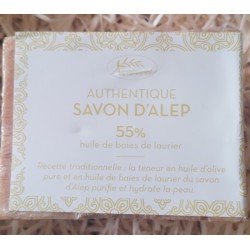 AUTHENTIQUE
SAVON D'ALEP
55%
huile de baies de laurier
Recette traditionnelle : la teneur en huile d'olive
pure et en huile de baies de laurier du savon
d'Alep purifie et hydrate la peau